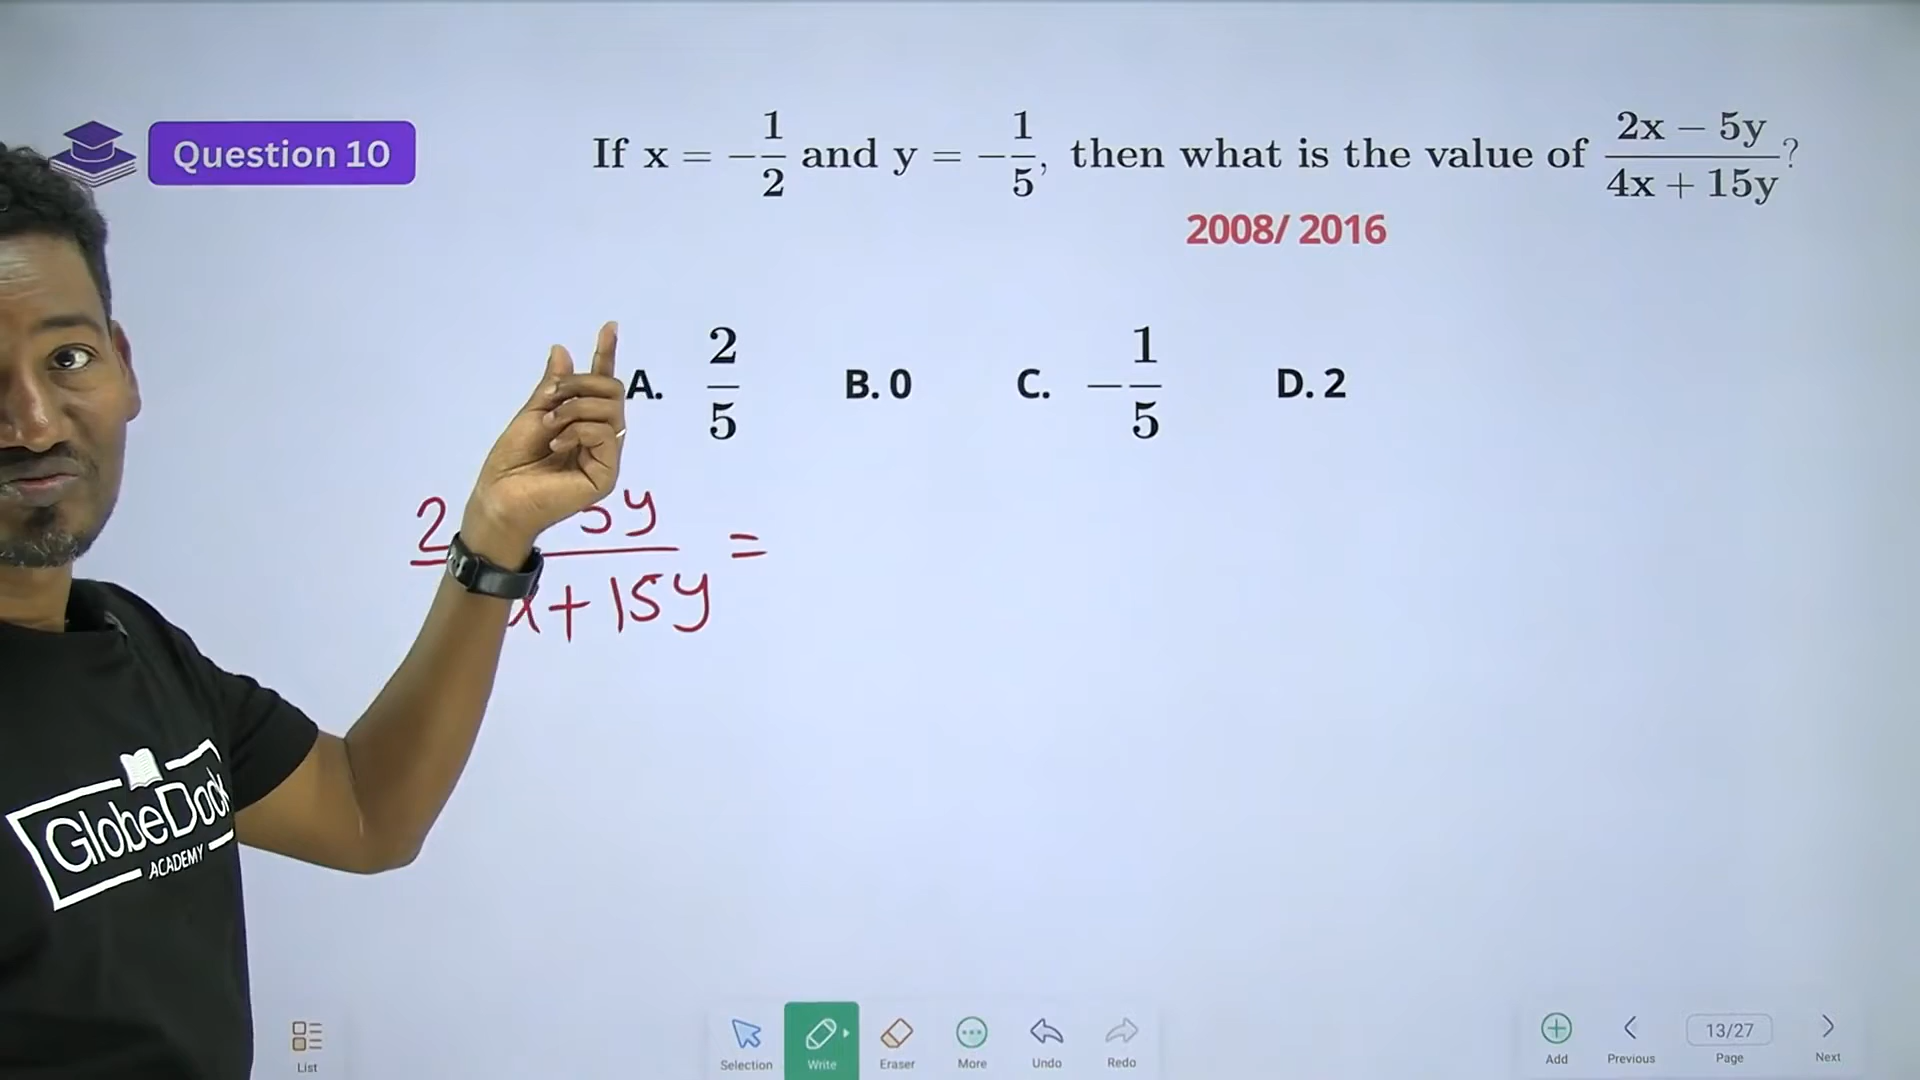 Question 10
If x = -1/2 and y = -1/5, then what is the value of (2x - 5y)/(4x + 15y)?
2008/ 2016
A. 2/5 B. 0 C. -1/5 D. 2
2 5y
x+15y =
GlobeDock
ACADEMY
List
Selection Write Eraser More Undo Redo
Add Previous 13/27 Page Next